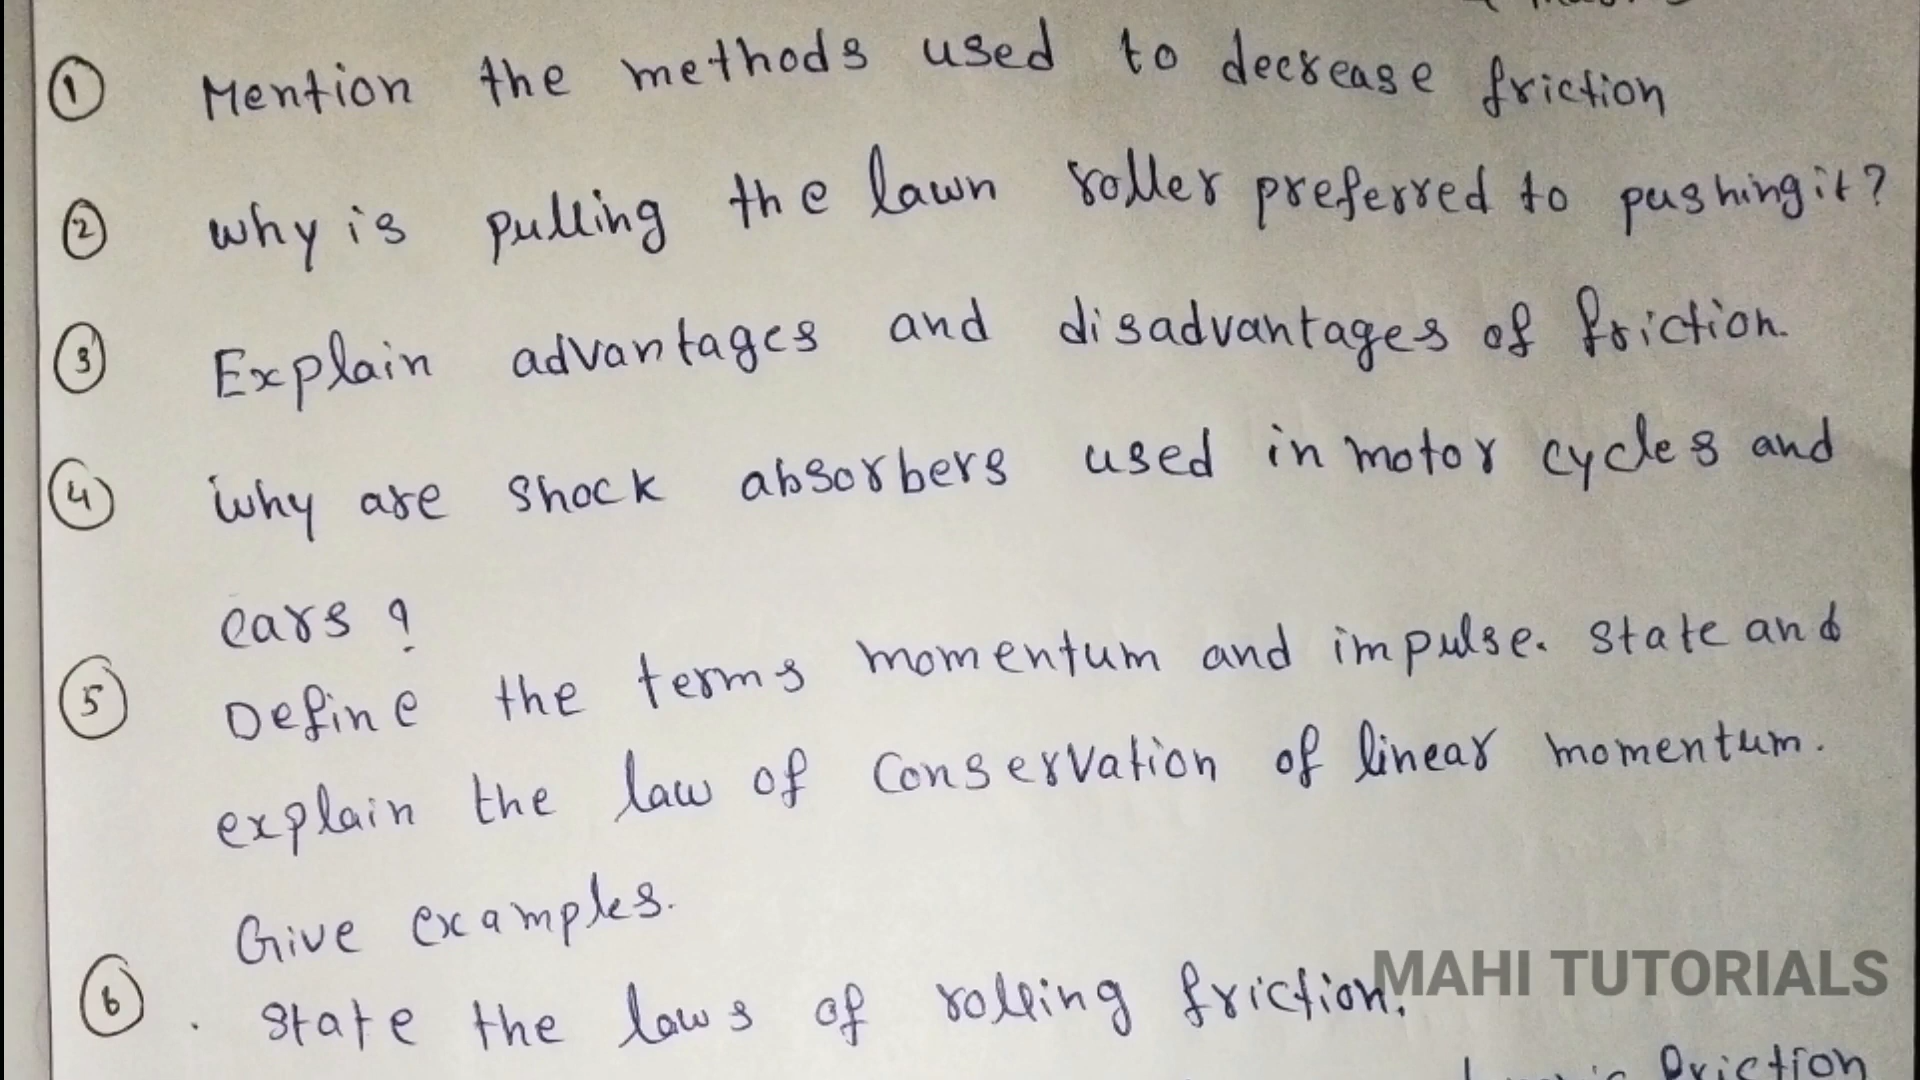 ① Mention the methods used to decrease friction
② why is pulling the lawn roller preferred to pushing it?
③ Explain advantages and disadvantages of friction.
④ why are shock absorbers used in motor cycles and
cars?
⑤ Define the terms momentum and impulse. State and
explain the law of conservation of linear momentum.
Give examples.
⑥ . State the laws of rolling friction.
MAHI TUTORIALS
friction